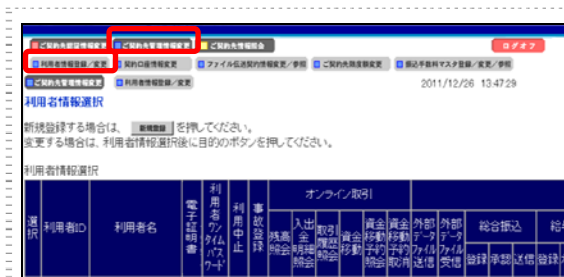 ご契約先認証情報変更 ご契約先管理情報変更 ご契約先情報照会 ログオフ
利用者情報登録/変更 契約口座情報変更 ファイル伝送契約情報変更/参照 ご契約先限度額変更 振込手数料マスタ登録/変更/参照
ご契約先管理情報変更 利用者情報登録/変更 2011/12/26 13:47:29
利用者情報選択
新規登録する場合は、 新規登録 を押してください。
変更する場合は、利用者情報選択後に目的のボタンを押してください。
利用者情報選択
選択 利用者ID 利用者名 電子証明書 利用者ワンタイムパスワード 利用中止 事故登録 オンライン取引
残高照会 入出金明細照会 取引履歴照会 資金移動 資金移動予約照会 資金移動予約取消 外部データファイル送信 外部データファイル受信 総合振込 給与
登録 承認 送信 登録